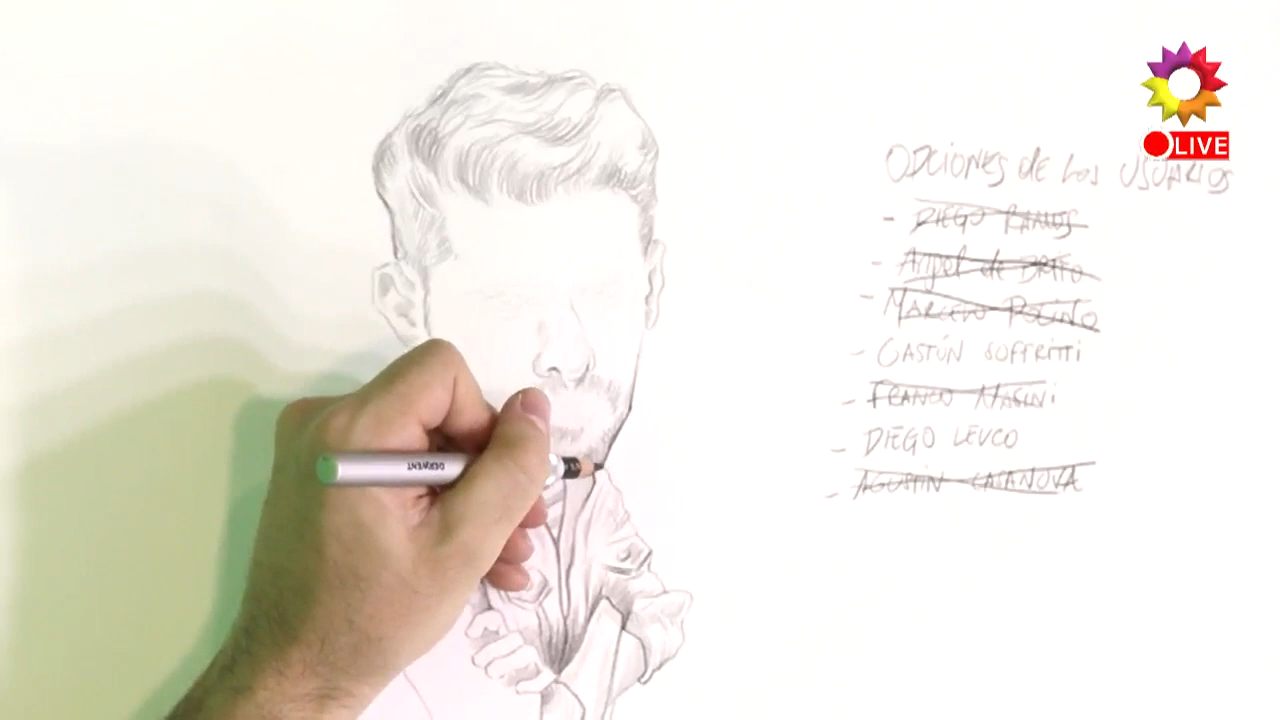 LIVE
OPCIONES DE LOS USUARIOS
- DIEGO RAMOS
- Angel de BRITO
- MARCELO POLINO
- GASTÓN SOFFRITTI
- FRANCO MASINI
- DIEGO LEUCO
- AGUSTÍN CASANOVA
DERWENT